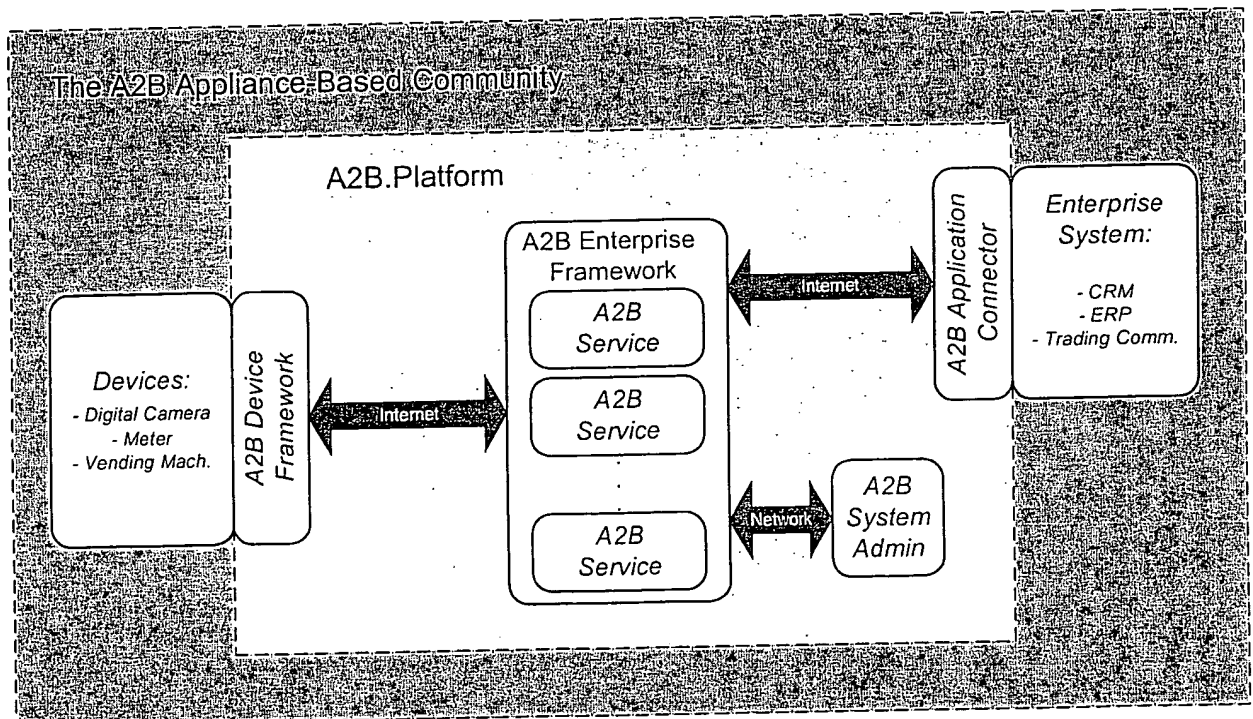 The A2B Appliance-Based Community
A2B.Platform
Devices:
- Digital Camera
- Meter
- Vending Mach.
A2B Device
Framework
Internet
A2B Enterprise
Framework
A2B
Service
A2B
Service
A2B
Service
Internet
Network
A2B
System
Admin
A2B Application
Connector
Enterprise
System:
- CRM
- ERP
- Trading Comm.